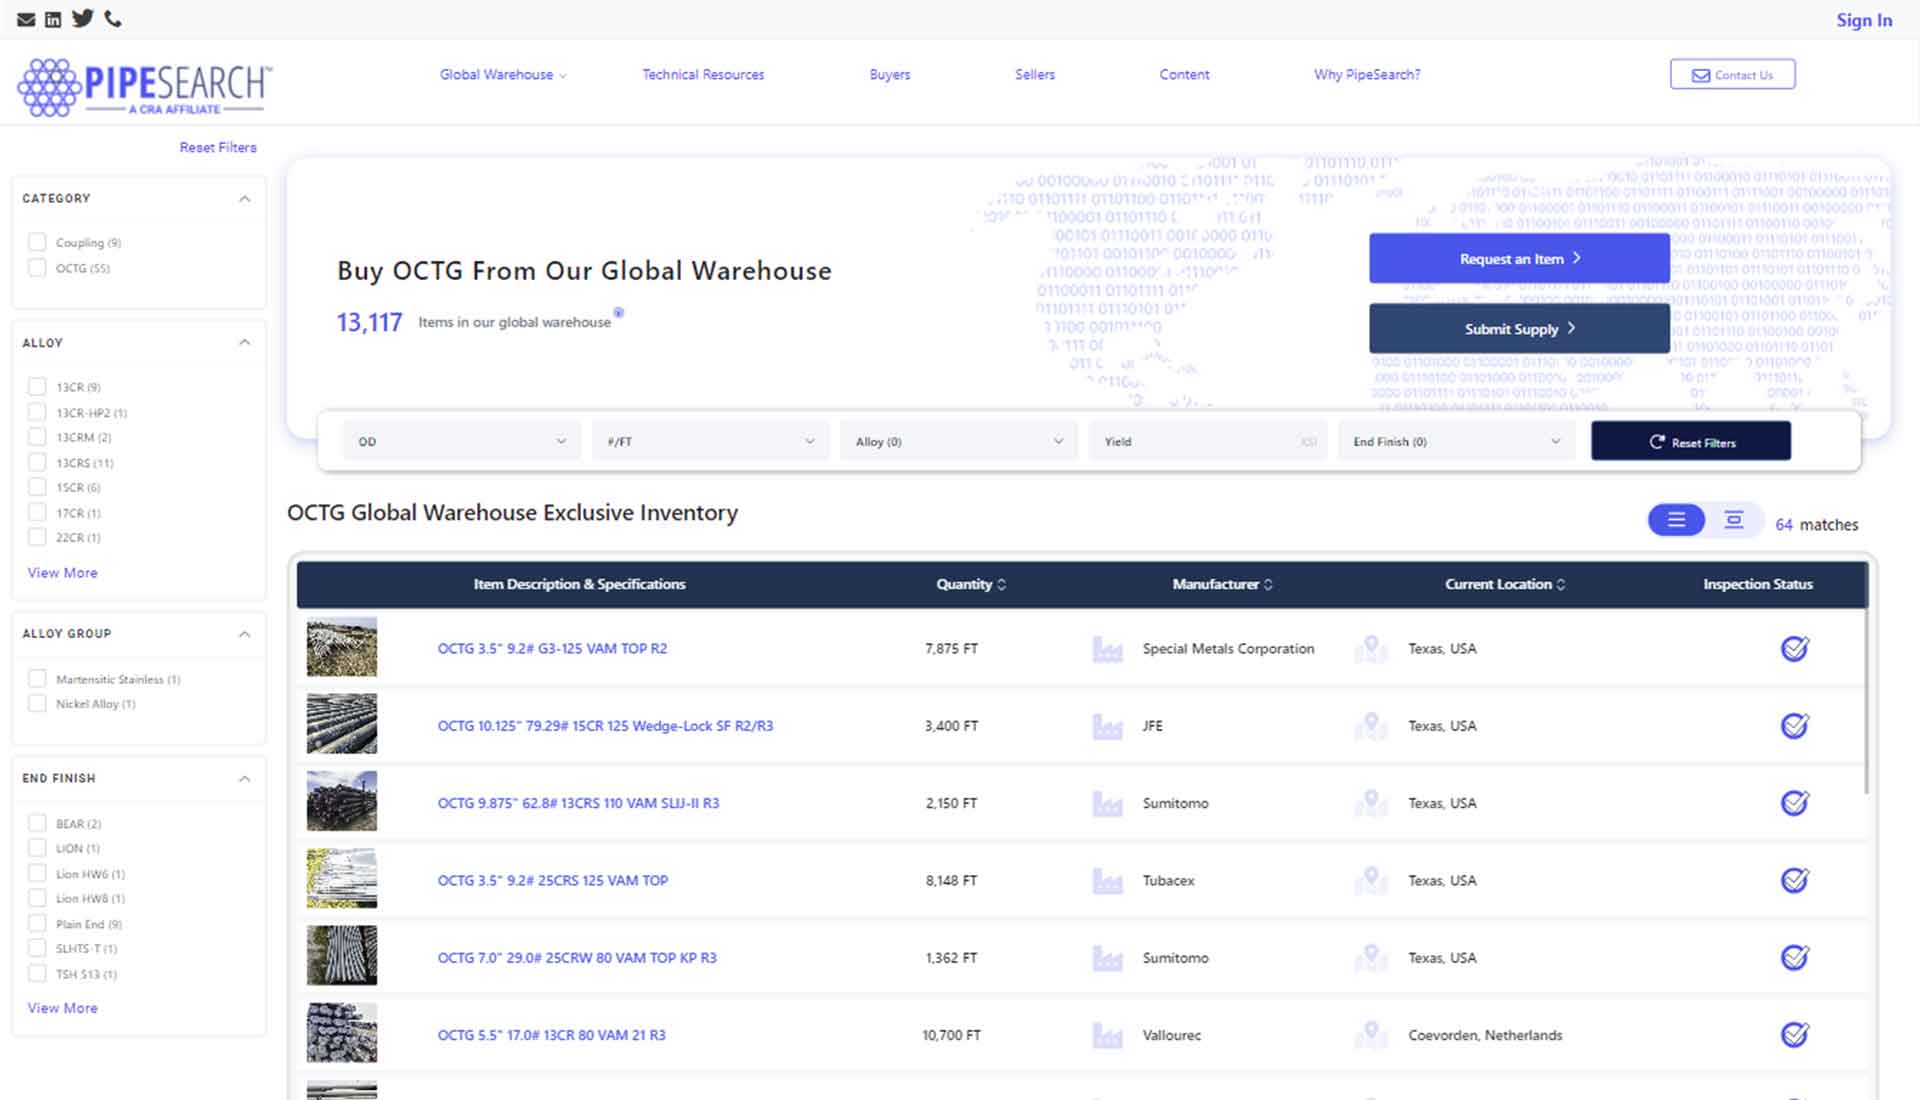 Sign In
PIPESEARCH™
A CRA AFFILIATE
Global Warehouse
Technical Resources
Buyers
Sellers
Content
Why PipeSearch?
Contact Us
Reset Filters
CATEGORY
Coupling (9)
OCTG (55)
ALLOY
13CR (9)
13CR-HP2 (1)
13CRM (2)
13CRS (11)
15CR (6)
17CR (1)
22CR (1)
View More
ALLOY GROUP
Martensitic Stainless (1)
Nickel Alloy (1)
END FINISH
BEAR (2)
LION (1)
Lion HW6 (1)
Lion HW8 (1)
Plain End (9)
SLHTS-T (1)
TSH 513 (1)
View More
Buy OCTG From Our Global Warehouse
13,117 Items in our global warehouse
Request an Item
Submit Supply
OD
#/FT
Alloy (0)
Yield KSI
End Finish (0)
Reset Filters
OCTG Global Warehouse Exclusive Inventory
64 matches
Item Description & Specifications Quantity Manufacturer Current Location Inspection Status
OCTG 3.5" 9.2# G3-125 VAM TOP R2 7,875 FT Special Metals Corporation Texas, USA
OCTG 10.125" 79.29# 15CR 125 Wedge-Lock SF R2/R3 3,400 FT JFE Texas, USA
OCTG 9.875" 62.8# 13CRS 110 VAM SLIJ-II R3 2,150 FT Sumitomo Texas, USA
OCTG 3.5" 9.2# 25CRS 125 VAM TOP 8,148 FT Tubacex Texas, USA
OCTG 7.0" 29.0# 25CRW 80 VAM TOP KP R3 1,362 FT Sumitomo Texas, USA
OCTG 5.5" 17.0# 13CR 80 VAM 21 R3 10,700 FT Vallourec Coevorden, Netherlands